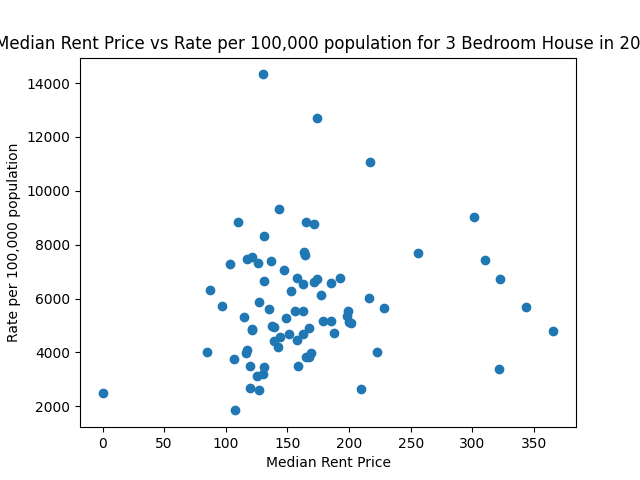 Median Rent Price vs Rate per 100,000 population for 3 Bedroom House in 20
14000
12000
10000
8000
6000
4000
2000
Rate per 100,000 population
0 50 100 150 200 250 300 350
Median Rent Price